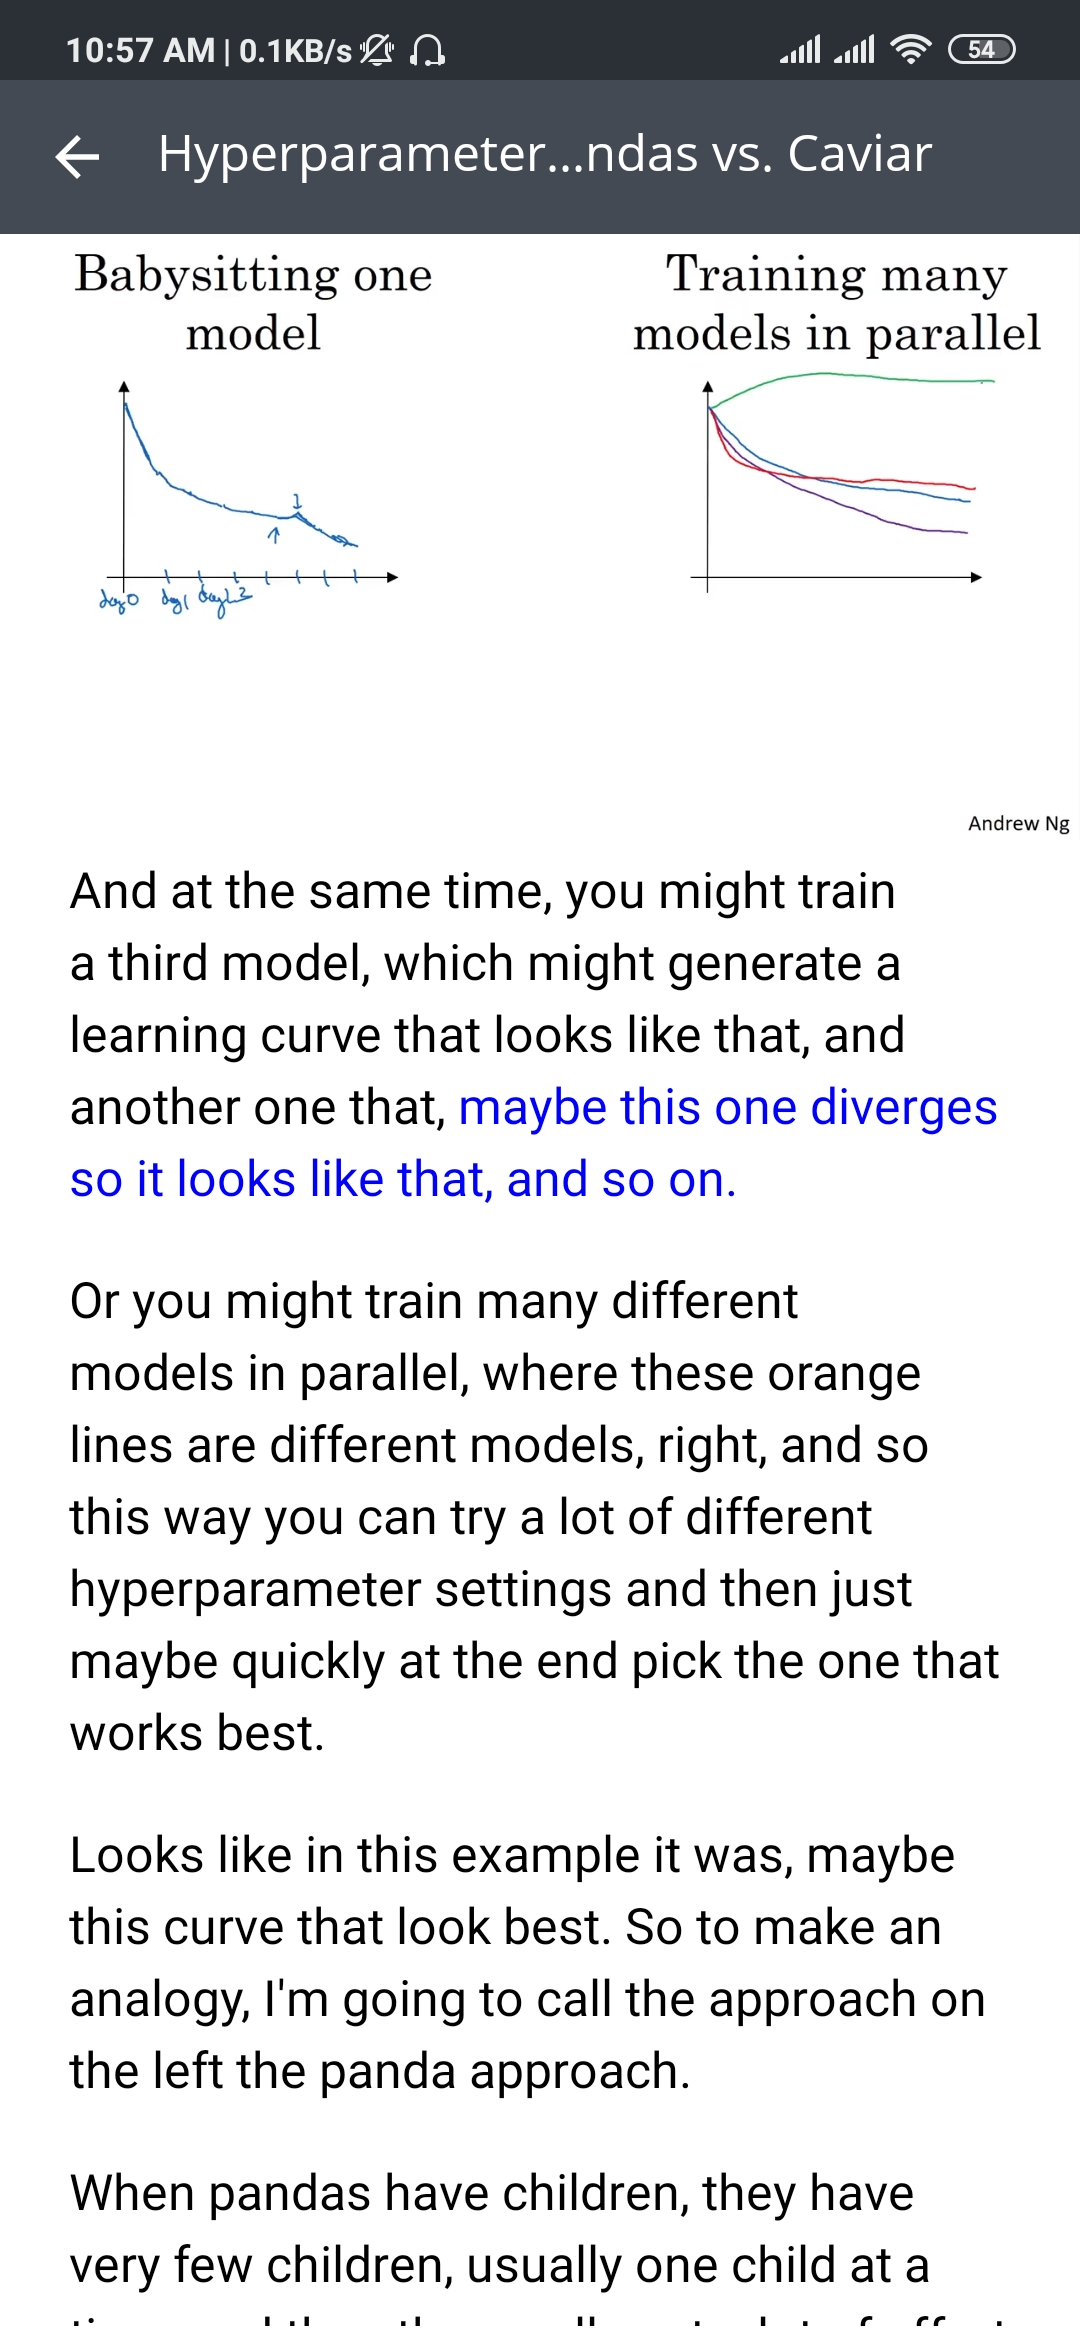 10:57 AM | 0.1KB/s
54
Hyperparameter...ndas vs. Caviar
Babysitting one
model
Training many
models in parallel
day 0 day 1 day 2 3
Andrew Ng
And at the same time, you might train
a third model, which might generate a
learning curve that looks like that, and
another one that, maybe this one diverges
so it looks like that, and so on.
Or you might train many different
models in parallel, where these orange
lines are different models, right, and so
this way you can try a lot of different
hyperparameter settings and then just
maybe quickly at the end pick the one that
works best.
Looks like in this example it was, maybe
this curve that look best. So to make an
analogy, I'm going to call the approach on
the left the panda approach.
When pandas have children, they have
very few children, usually one child at a